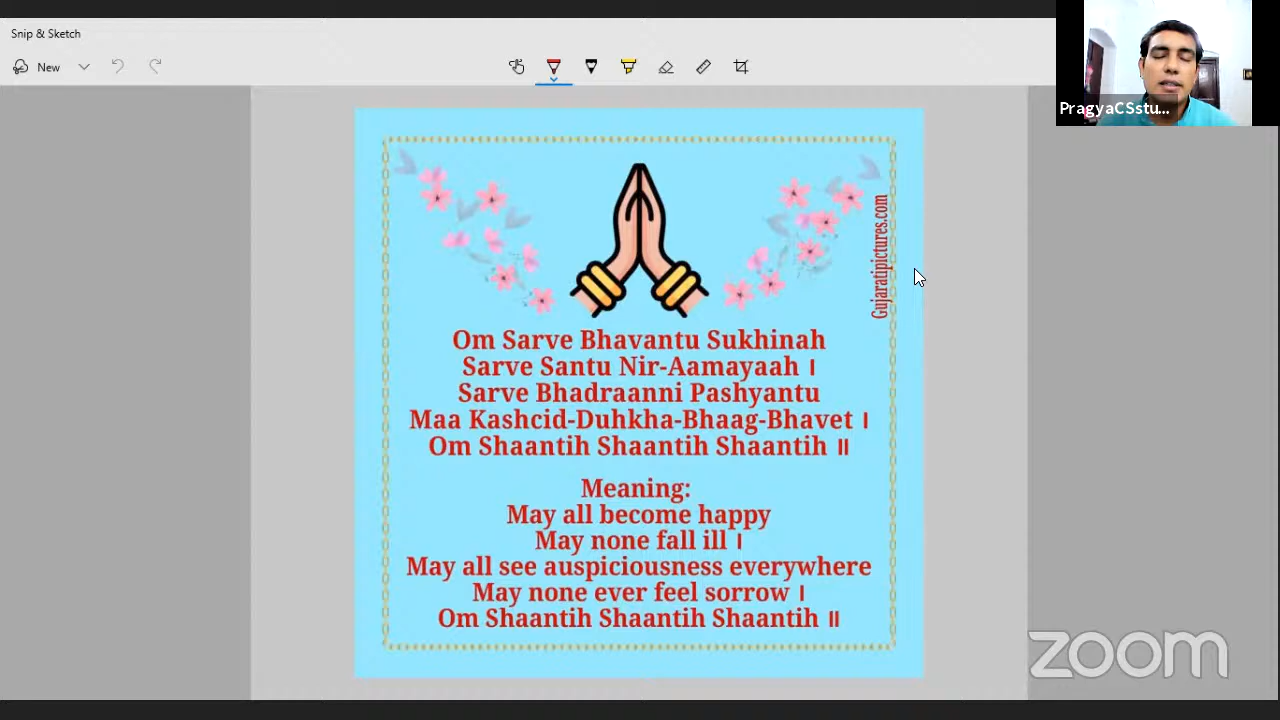 Snip & Sketch
New
PragyaCSstu...
Gujaratipictures.com
Om Sarve Bhavantu Sukhinah
Sarve Santu Nir-Aamayaah ।
Sarve Bhadraanni Pashyantu
Maa Kashcid-Duhkha-Bhaag-Bhavet ।
Om Shaantih Shaantih Shaantih ॥
Meaning:
May all become happy
May none fall ill ।
May all see auspiciousness everywhere
May none ever feel sorrow ।
Om Shaantih Shaantih Shaantih ॥
zoom